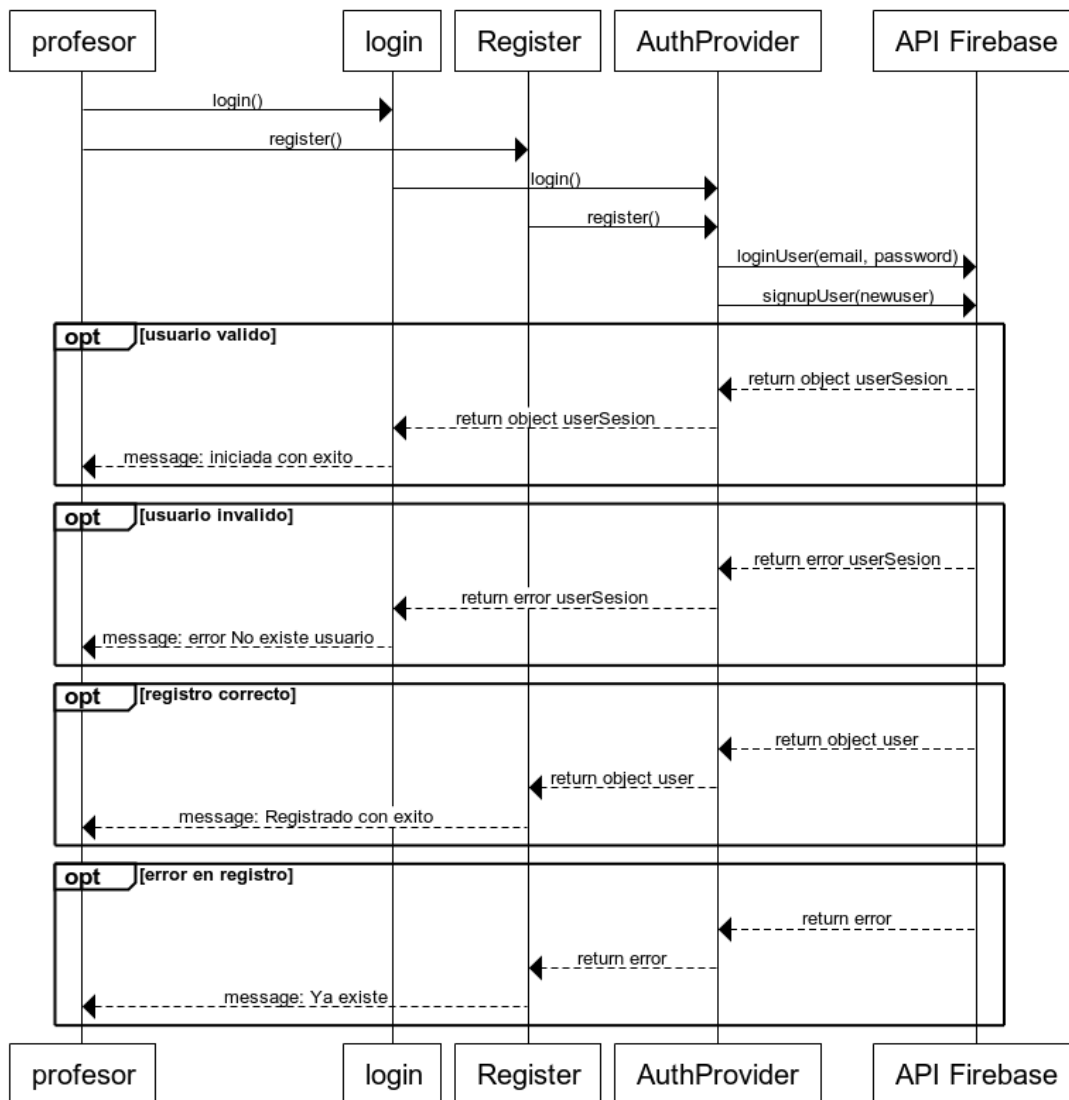 profesor login Register AuthProvider API Firebase
login()
register()
login()
register()
loginUser(email, password)
signupUser(newuser)
opt [usuario valido]
return object userSesion
return object userSesion
message: iniciada con exito
opt [usuario invalido]
return error userSesion
return error userSesion
message: error No existe usuario
opt [registro correcto]
return object user
return object user
message: Registrado con exito
opt [error en registro]
return error
return error
message: Ya existe
profesor login Register AuthProvider API Firebase